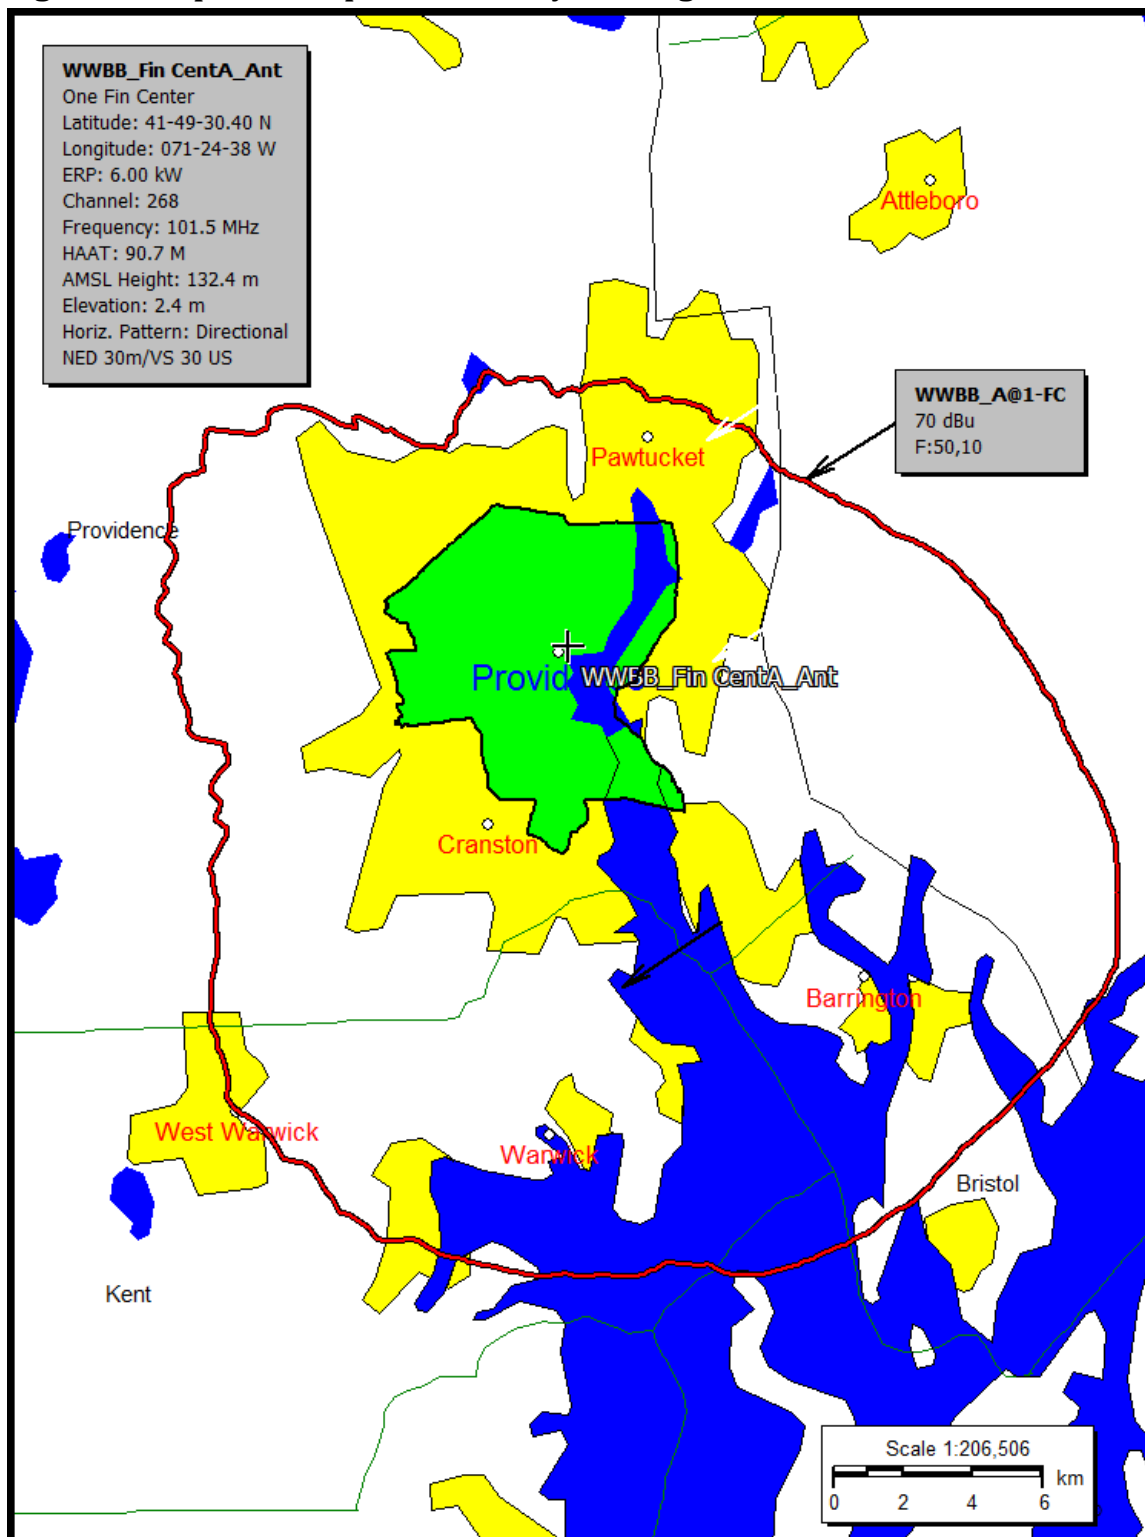 WWBB_Fin CentA_Ant
One Fin Center
Latitude: 41-49-30.40 N
Longitude: 071-24-38 W
ERP: 6.00 kW
Channel: 268
Frequency: 101.5 MHz
HAAT: 90.7 M
AMSL Height: 132.4 m
Elevation: 2.4 m
Horiz. Pattern: Directional
NED 30m/VS 30 US
Attleboro
WWBB_A@1-FC
70 dBu
F:50,10
Pawtucket
Providence
Provid
WWBB_Fin CentA_Ant
Cranston
Barrington
West Warwick
Warwick
Bristol
Kent
Scale 1:206,506
km
0 2 4 6